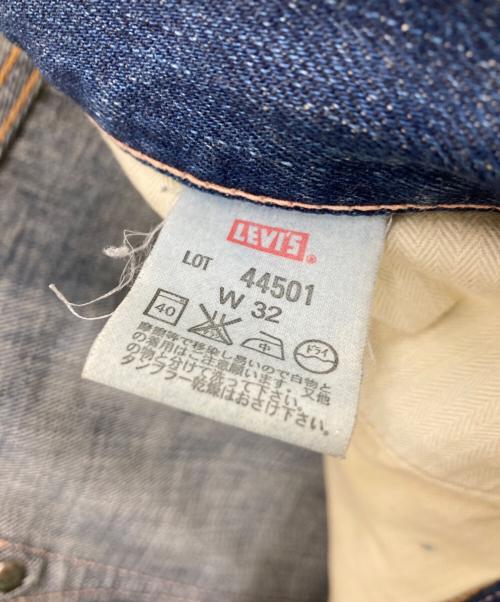 LEVI'S®
LOT 44501
W 32
40 中 ドライ
摩擦等で移染し易いので白物と
の着用はご注意願います・又他
の物と分けて洗って下さい。
タンブラー乾燥はおさけ下さい。